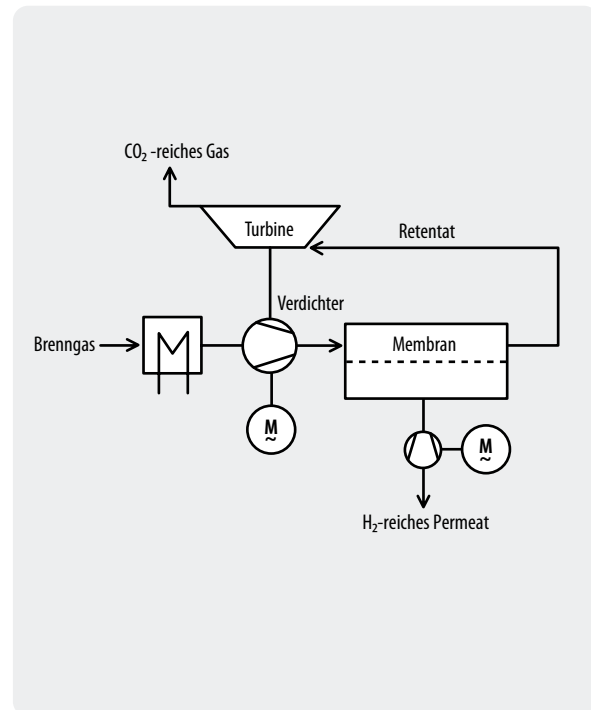 CO₂ -reiches Gas
Turbine
Retentat
Verdichter
Brenngas
Membran
M
~
M
~
H₂-reiches Permeat